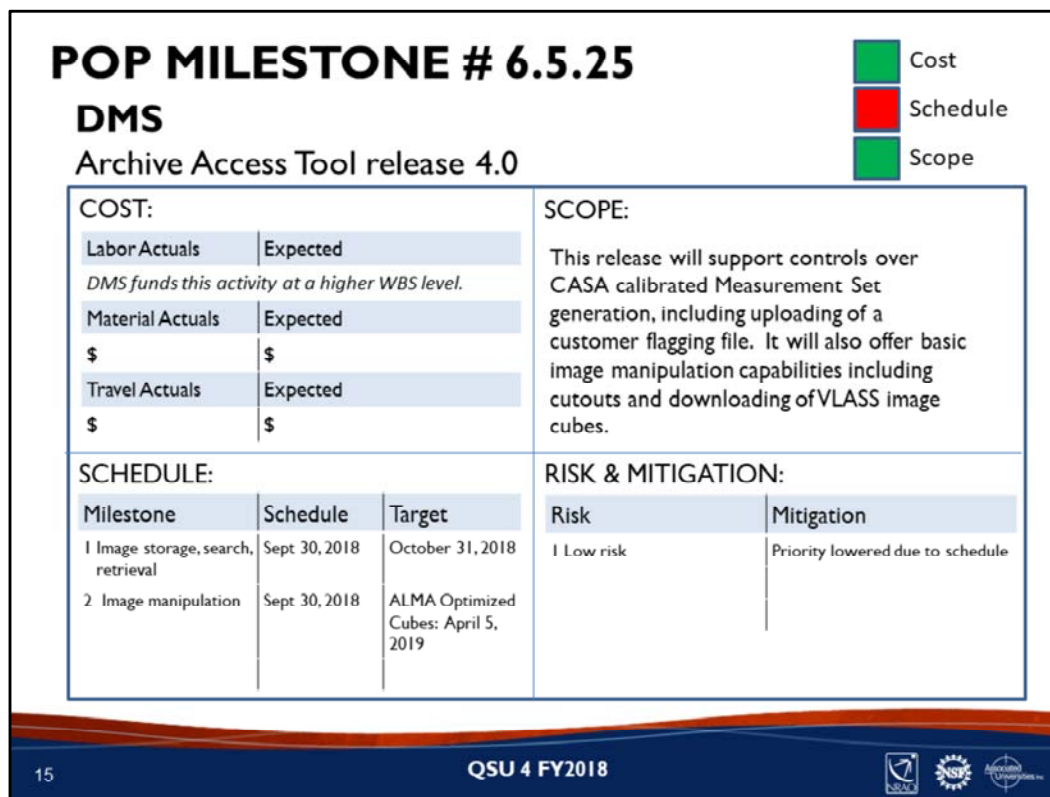 POP MILESTONE # 6.5.25
DMS
Archive Access Tool release 4.0
Cost
Schedule
Scope
COST:
Labor Actuals Expected
DMS funds this activity at a higher WBS level.
Material Actuals Expected
$ $
Travel Actuals Expected
$ $
SCOPE:
This release will support controls over
CASA calibrated Measurement Set
generation, including uploading of a
customer flagging file. It will also offer basic
image manipulation capabilities including
cutouts and downloading of VLASS image
cubes.
SCHEDULE:
Milestone Schedule Target
1 Image storage, search, Sept 30, 2018 October 31, 2018
retrieval
2 Image manipulation Sept 30, 2018 ALMA Optimized
Cubes: April 5,
2019
RISK & MITIGATION:
Risk Mitigation
1 Low risk Priority lowered due to schedule
15
QSU 4 FY2018
NRAO
NSF
Associated
Universities Inc